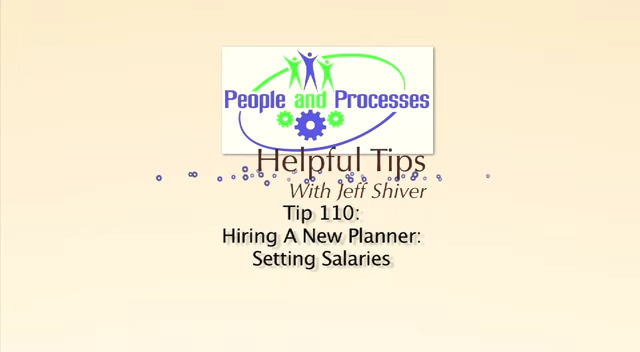 People and Processes
Helpful Tips
With Jeff Shiver
Tip 110:
Hiring A New Planner:
Setting Salaries